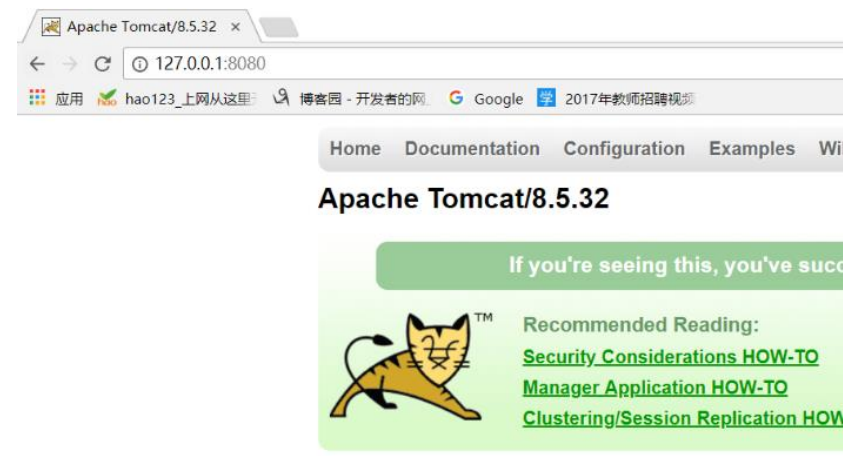 Apache Tomcat/8.5.32
127.0.0.1:8080
应用 hao123_上网从这里 博客园 - 开发者的网 Google 学 2017年教师招聘视频
Home Documentation Configuration Examples
Apache Tomcat/8.5.32
If you're seeing this, you've succ
TM
Recommended Reading:
Security Considerations HOW-TO
Manager Application HOW-TO
Clustering/Session Replication HOW